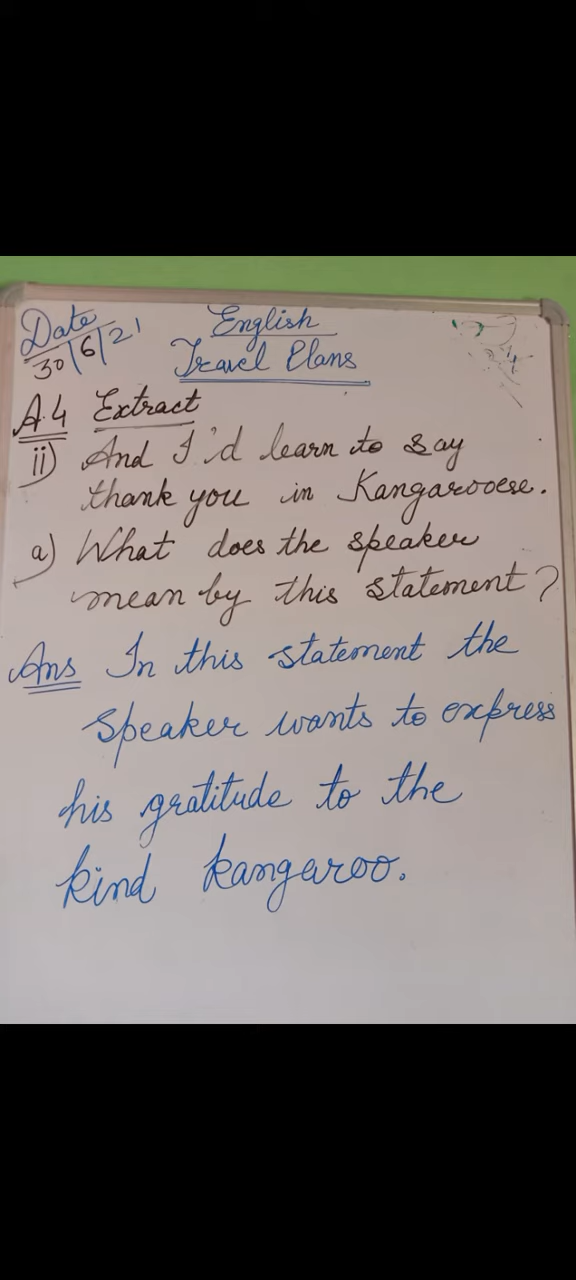 Date
30/6/21
English
Travel Plans
A.4 Extract
ii) And I'd learn to say
thank you in Kangarooese.
a) What does the speaker
mean by this statement?
Ans In this statement the
speaker wants to express
his gratitude to the
kind kangaroo.